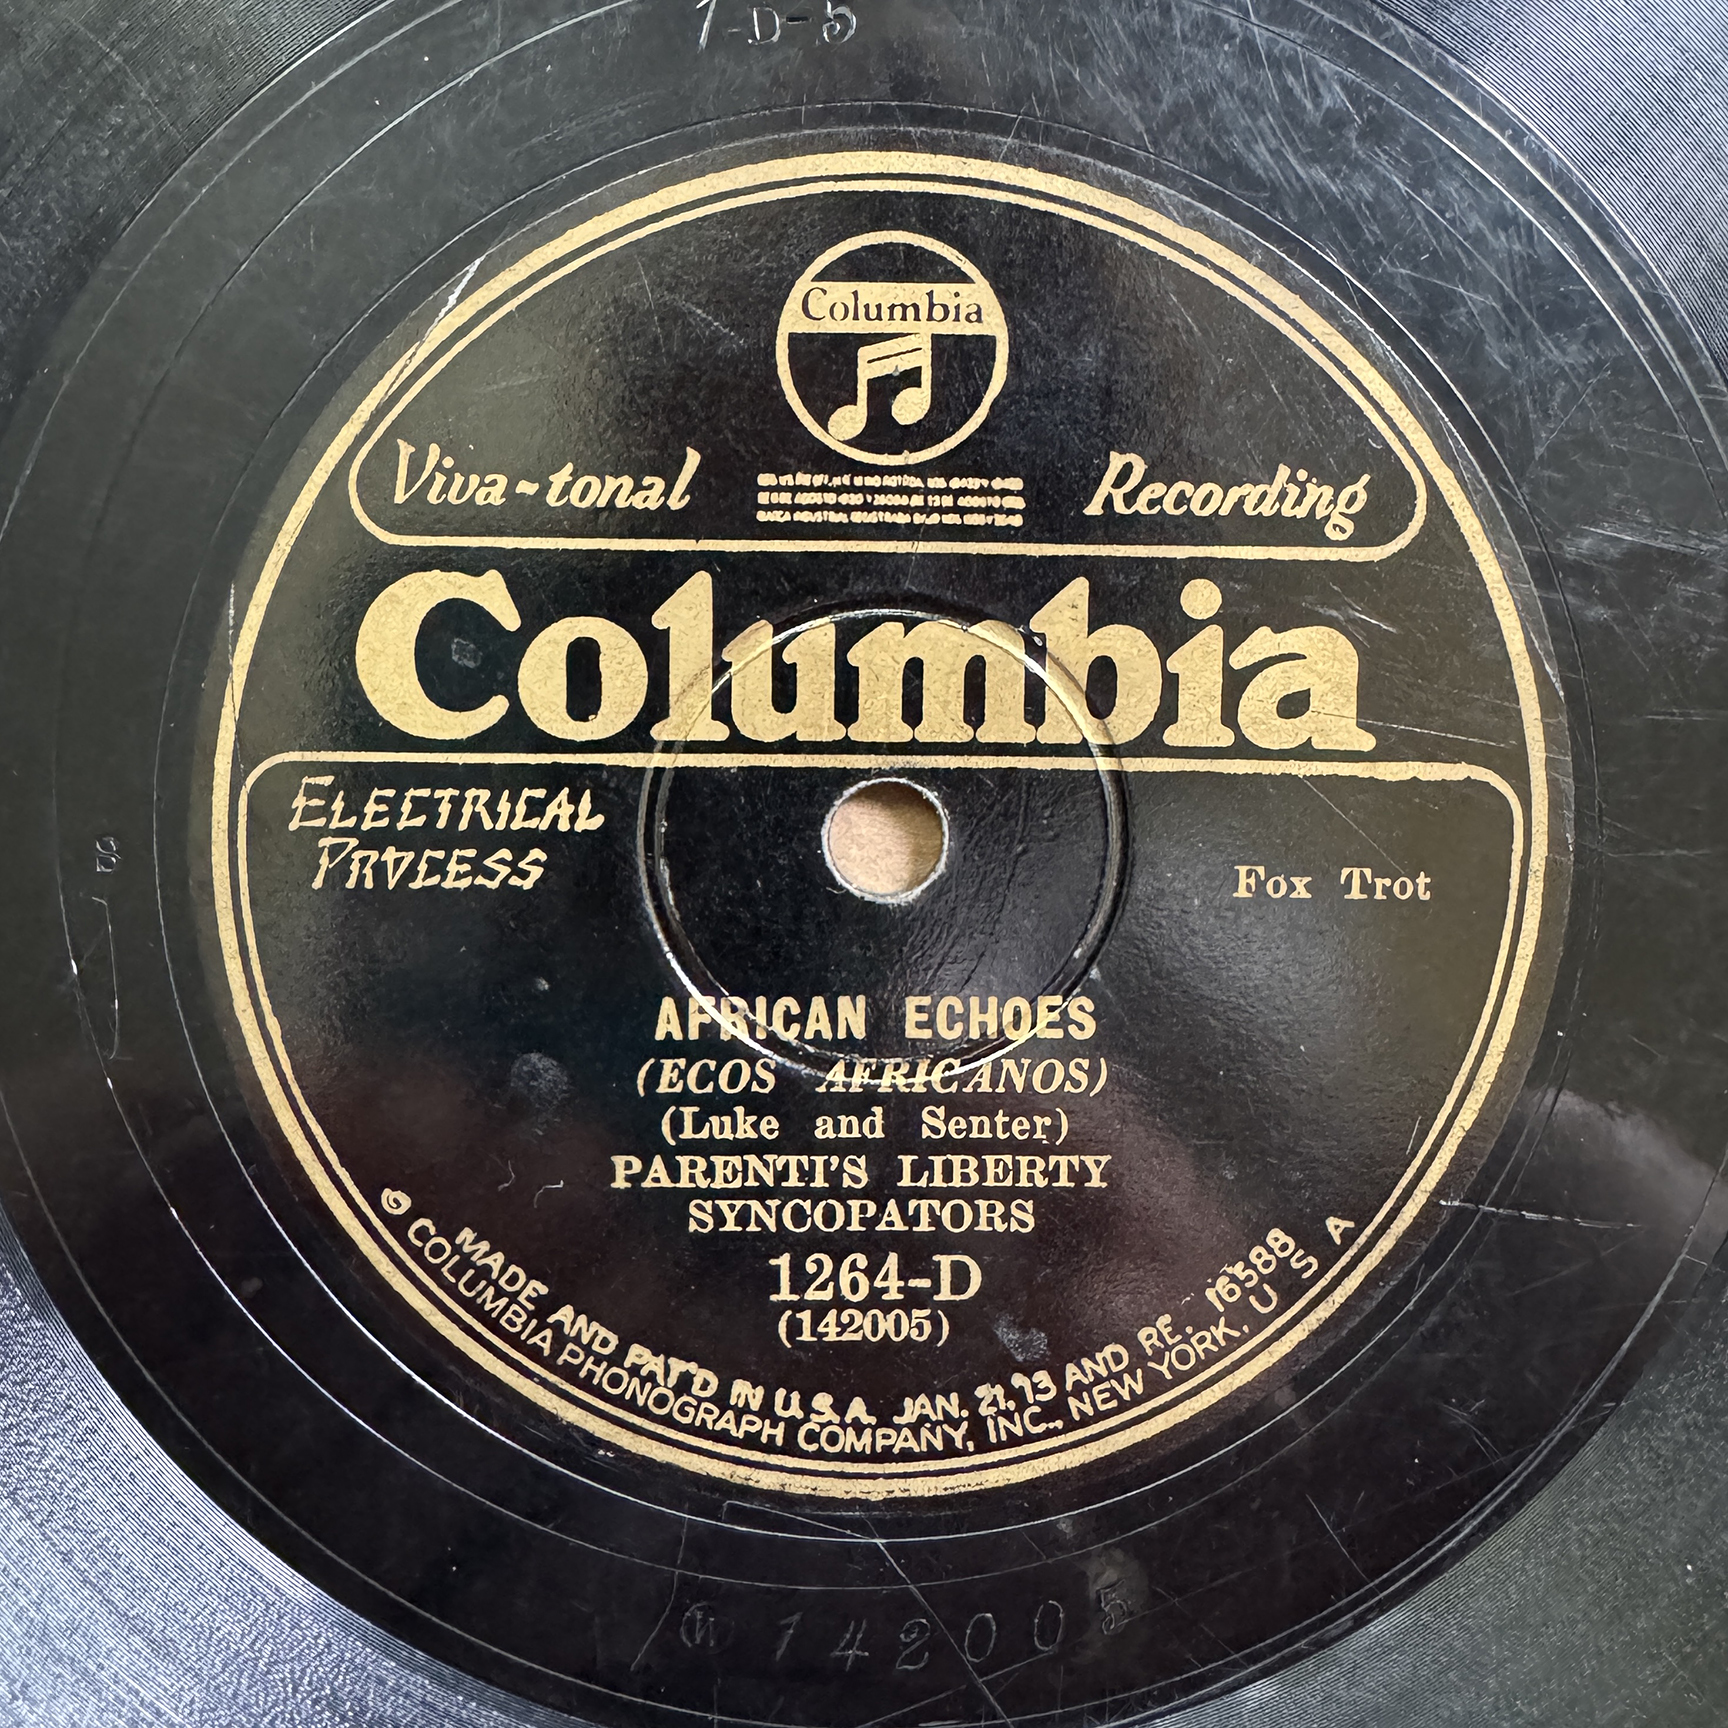 1-D-5
Columbia
Viva-tonal Recording
Columbia
ELECTRICAL
PROCESS
Fox Trot
AFRICAN ECHOES
(ECOS AFRICANOS)
(Luke and Senter)
PARENTI'S LIBERTY
SYNCOPATORS
1264-D
(142005)
MADE AND PAT'D IN U.S.A. JAN. 21, '13 AND RE. 16588
COLUMBIA PHONOGRAPH COMPANY, INC., NEW YORK, U S A
W 142005